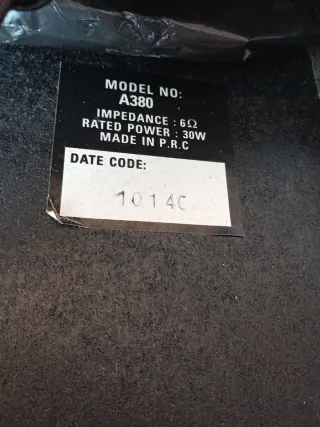 MODEL NO:
A380
IMPEDANCE : 6Ω
RATED POWER : 30W
MADE IN P.R.C
DATE CODE:
1014C